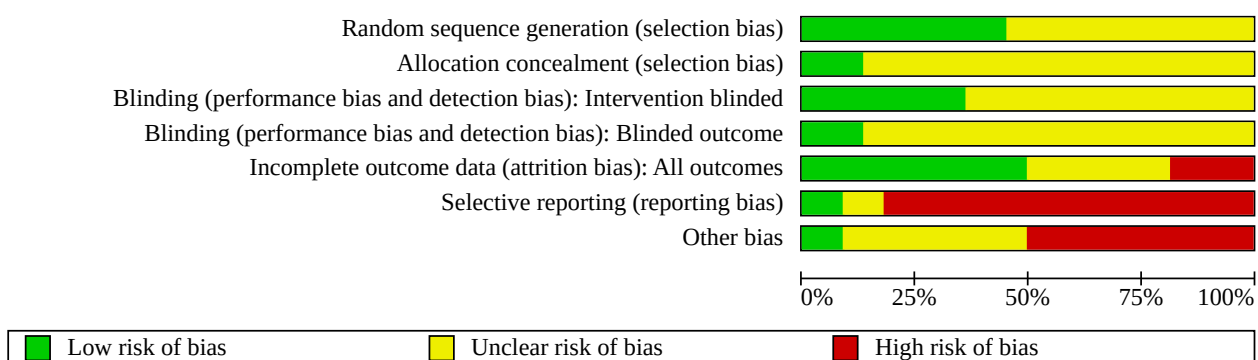 Random sequence generation (selection bias)
Allocation concealment (selection bias)
Blinding (performance bias and detection bias): Intervention blinded
Blinding (performance bias and detection bias): Blinded outcome
Incomplete outcome data (attrition bias): All outcomes
Selective reporting (reporting bias)
Other bias
0% 25% 50% 75% 100%
Low risk of bias Unclear risk of bias High risk of bias